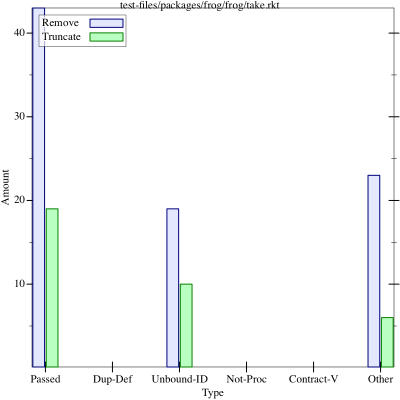 test-files/packages/frog/frog/take.rkt
Remove
Truncate
40
30
20
10
Amount
Passed Dup-Def Unbound-ID Not-Proc Contract-V Other
Type